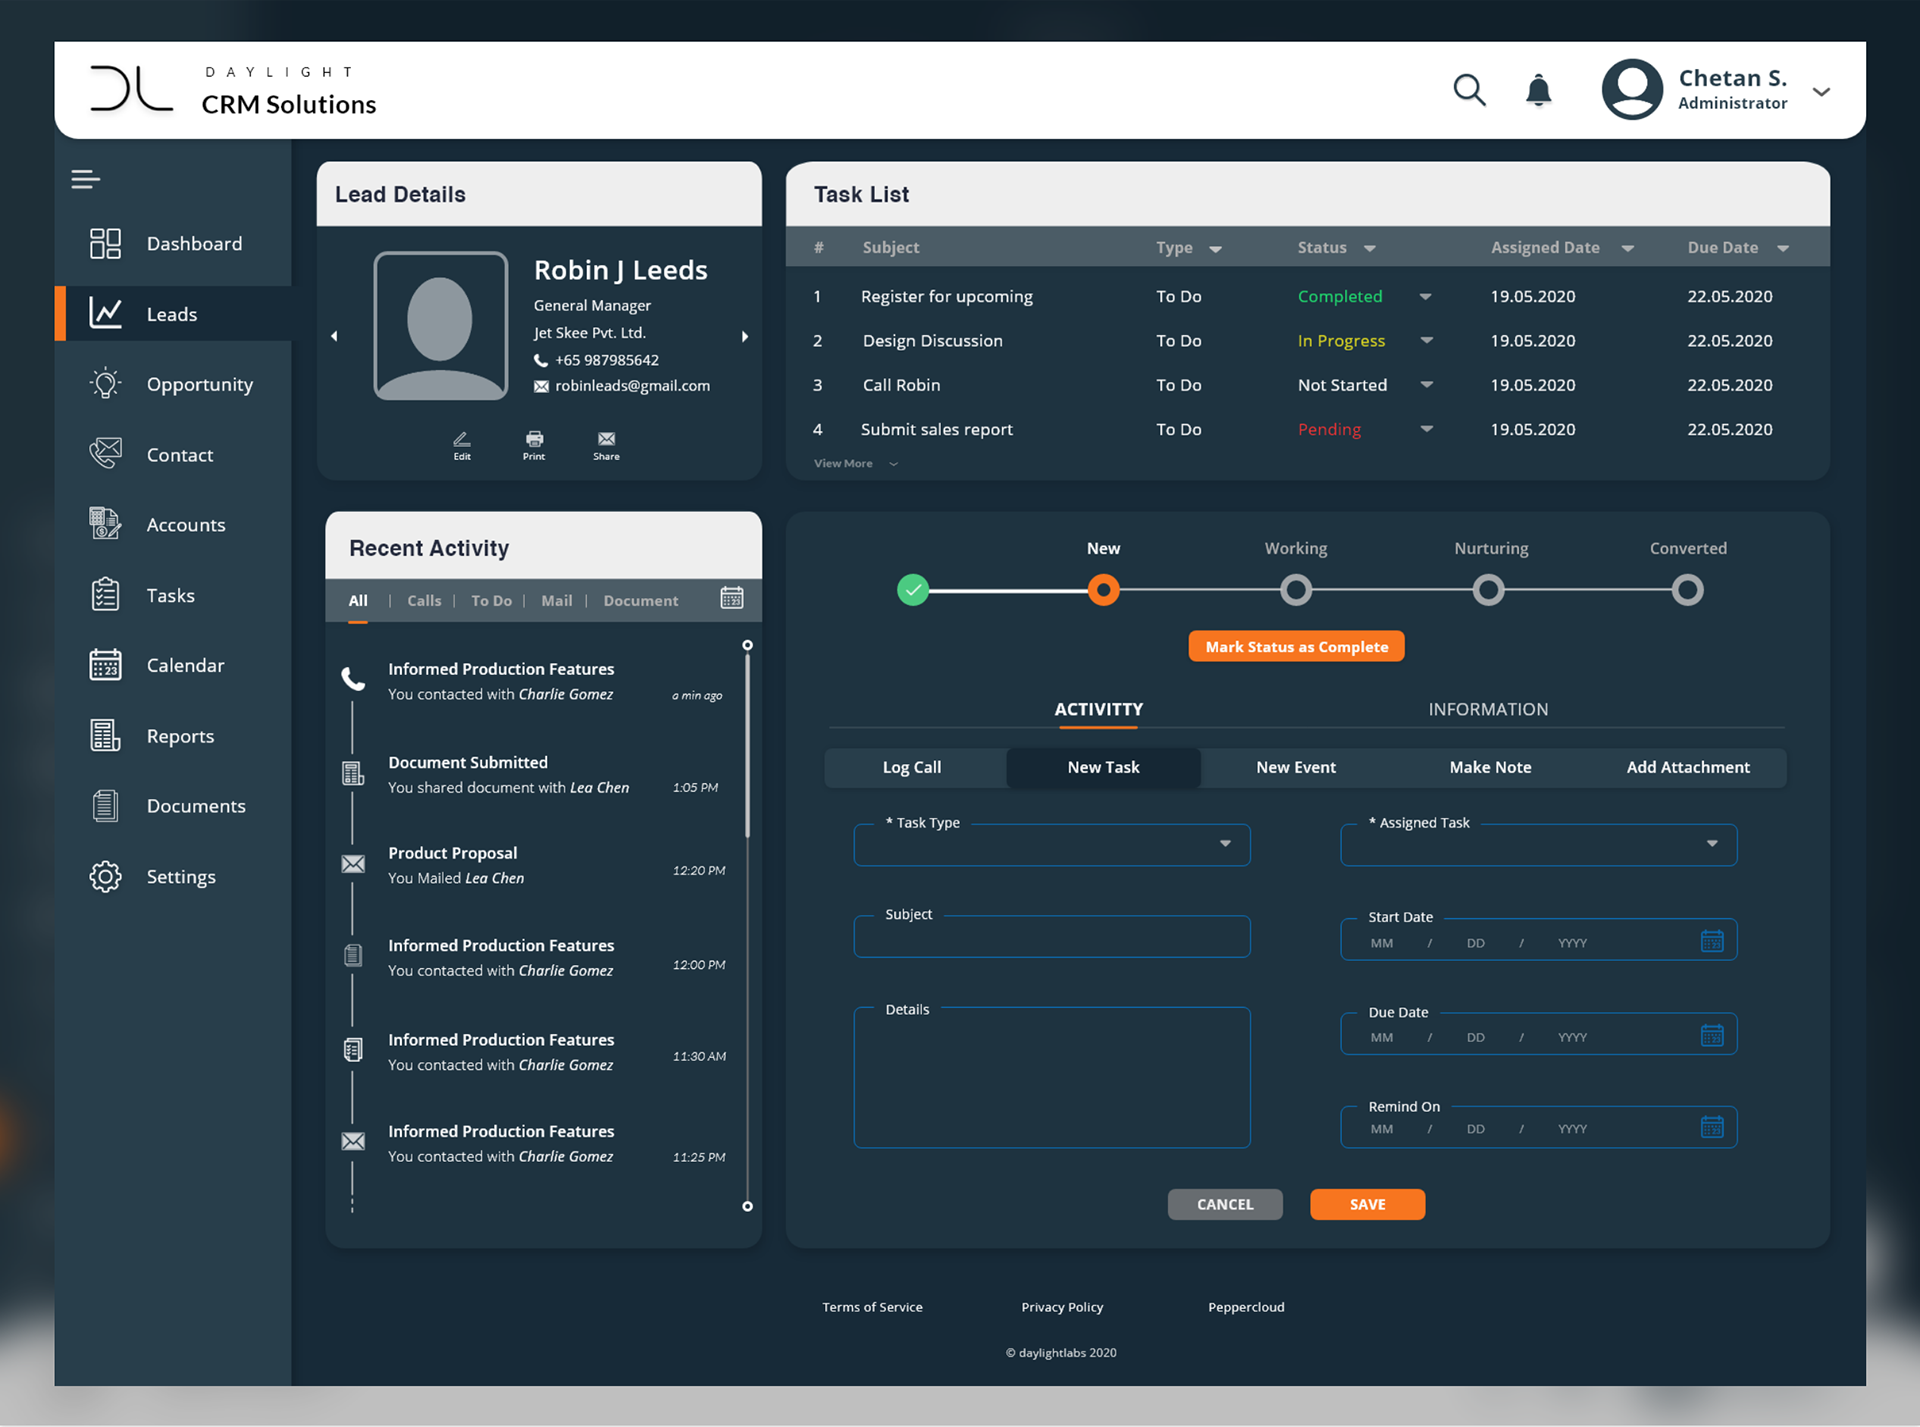 DAYLIGHT
CRM Solutions
Chetan S.
Administrator
Dashboard
Leads
Opportunity
Contact
Accounts
Tasks
Calendar
Reports
Documents
Settings
Lead Details
Robin J Leeds
General Manager
Jet Skee Pvt. Ltd.
+65 987985642
robinleads@gmail.com
Edit Print Share
Task List
# Subject Type Status Assigned Date Due Date
1 Register for upcoming To Do Completed 19.05.2020 22.05.2020
2 Design Discussion To Do In Progress 19.05.2020 22.05.2020
3 Call Robin To Do Not Started 19.05.2020 22.05.2020
4 Submit sales report To Do Pending 19.05.2020 22.05.2020
View More
Recent Activity
All | Calls | To Do | Mail | Document
Informed Production Features
You contacted with Charlie Gomez a min ago
Document Submitted
You shared document with Lea Chen 1:05 PM
Product Proposal
You Mailed Lea Chen 12:20 PM
Informed Production Features
You contacted with Charlie Gomez 12:00 PM
Informed Production Features
You contacted with Charlie Gomez 11:30 AM
Informed Production Features
You contacted with Charlie Gomez 11:25 PM
New Working Nurturing Converted
Mark Status as Complete
ACTIVITTY INFORMATION
Log Call New Task New Event Make Note Add Attachment
* Task Type
* Assigned Task
Subject
Start Date
MM / DD / YYYY
Details
Due Date
MM / DD / YYYY
Remind On
MM / DD / YYYY
CANCEL SAVE
Terms of Service Privacy Policy Peppercloud
© daylightlabs 2020